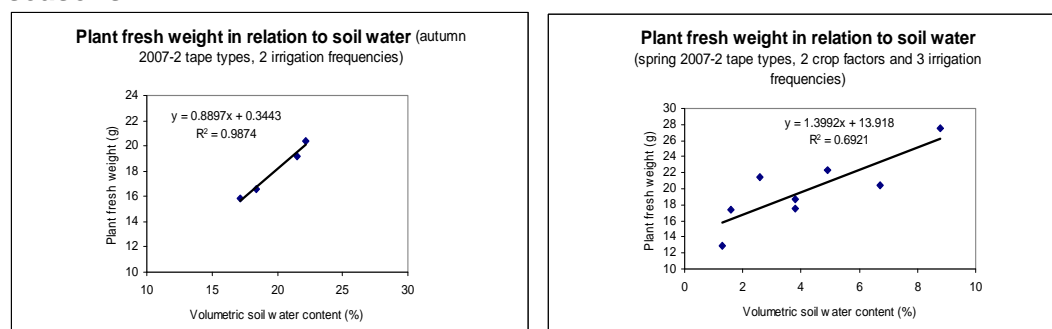 Plant fresh weight in relation to soil water (autumn
2007-2 tape types, 2 irrigation frequencies)
24
22
20
18
16
14
12
10
Plant fresh weight (g)
y = 0.8897x + 0.3443
R² = 0.9874
10 15 20 25 30
Volumetric soil water content (%)
Plant fresh weight in relation to soil water
(spring 2007-2 tape types, 2 crop factors and 3 irrigation
frequencies)
30
28
26
24
22
20
18
16
14
12
10
Plant fresh weight (g)
y = 1.3992x + 13.918
R² = 0.6921
0 2 4 6 8 10
Volumetric soil water content (%)